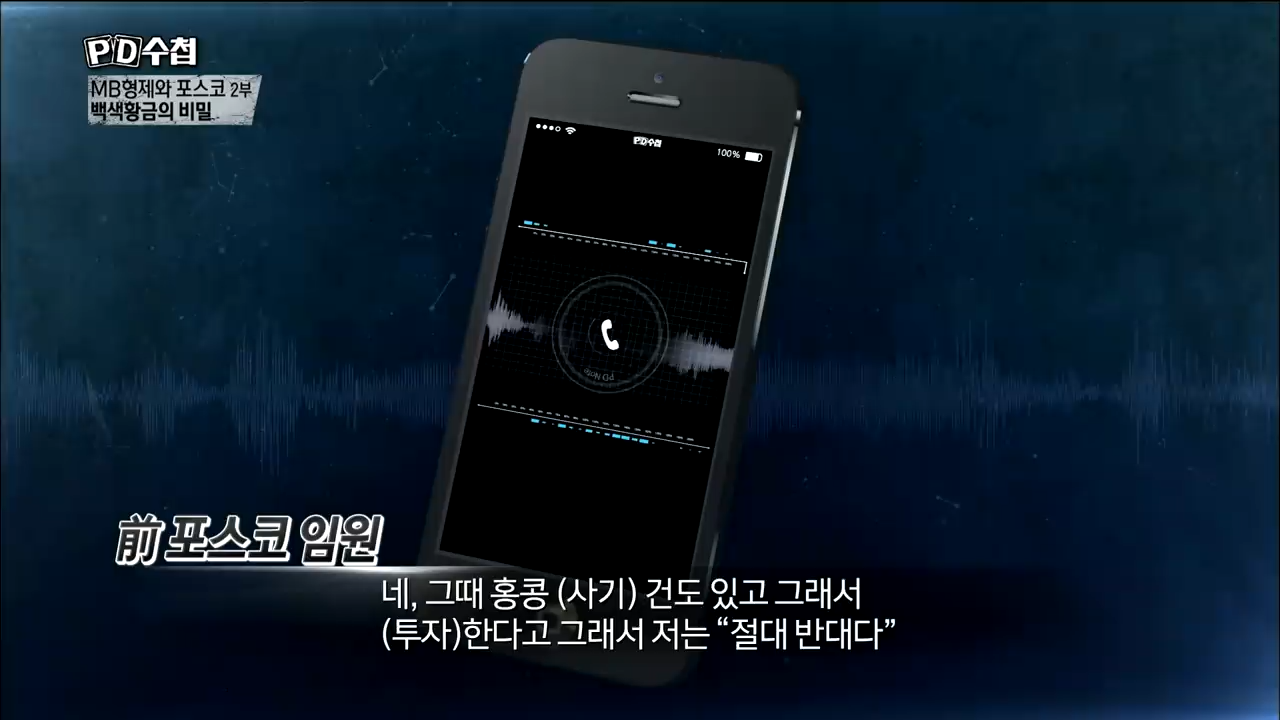 PD수첩
MB형제와 포스코 2부
백색황금의 비밀
PD수첩
100%
PD Note
前 포스코 임원
네, 그때 홍콩 (사기) 건도 있고 그래서
(투자)한다고 그래서 저는 “절대 반대다”